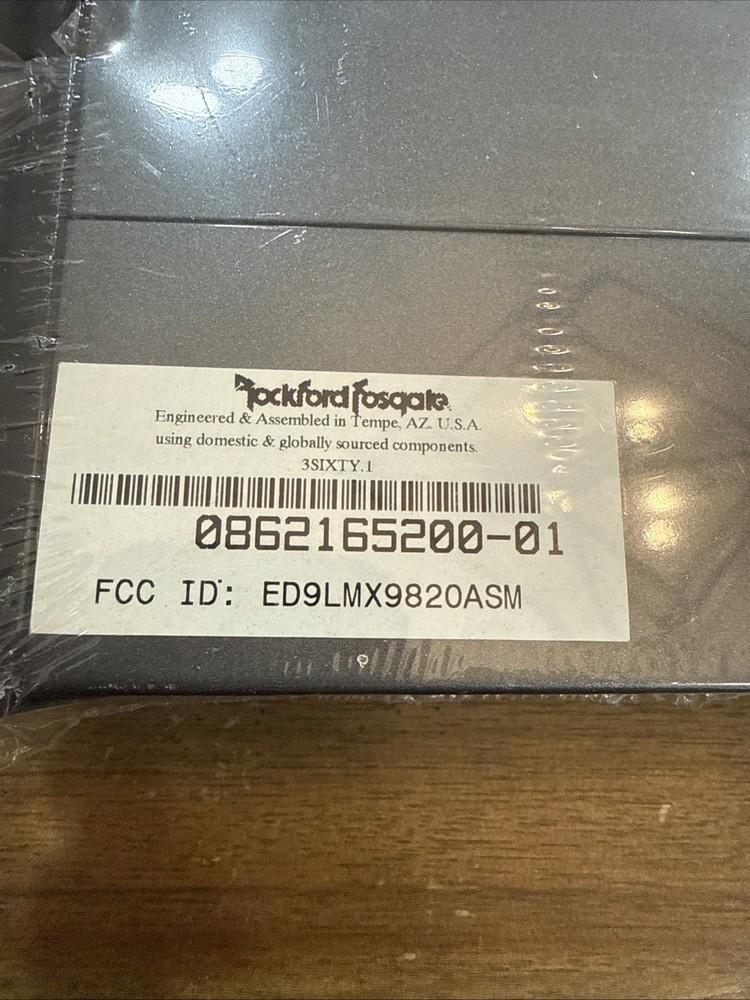 Rockford Fosgate
Engineered & Assembled in Tempe, AZ. U.S.A.
using domestic & globally sourced components.
3SIXTY.1
0862165200-01
FCC ID: ED9LMX9820ASM